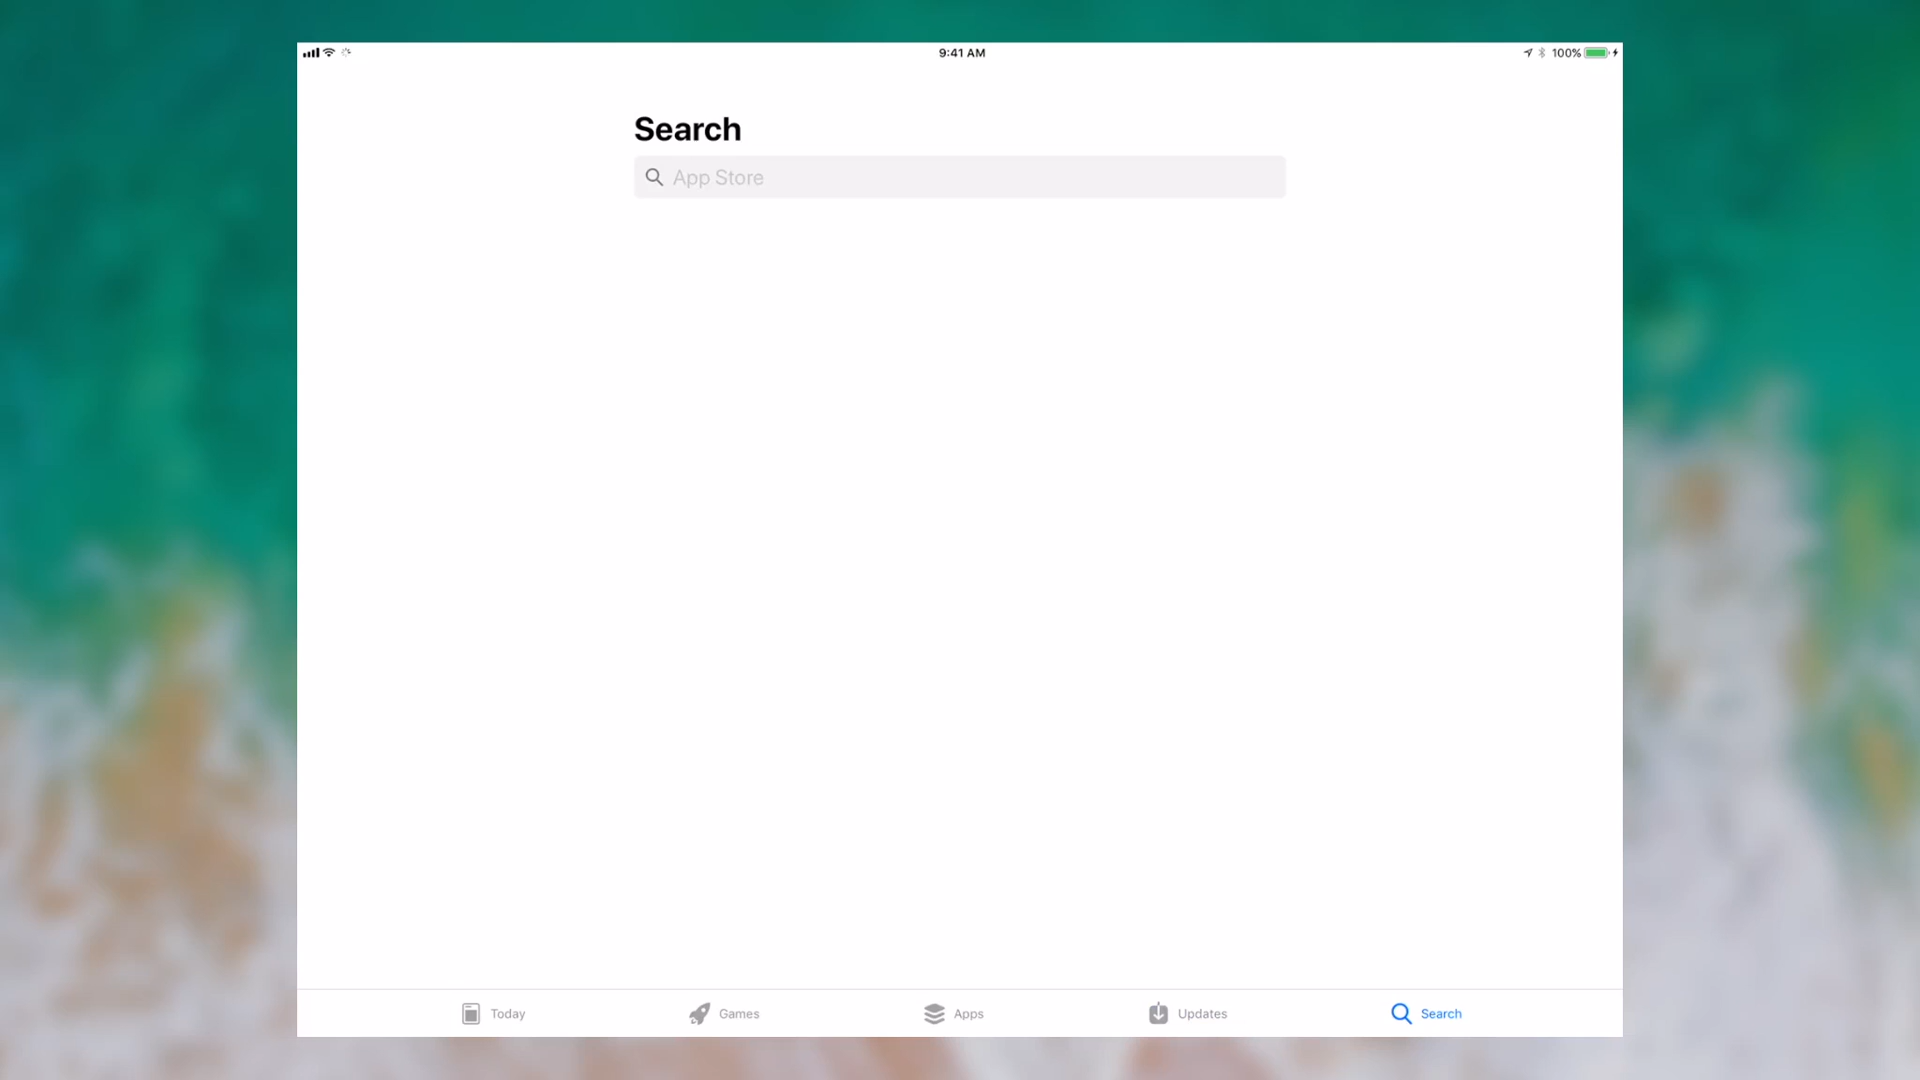 9:41 AM
100%
Search
App Store
Today
Games
Apps
Updates
Search